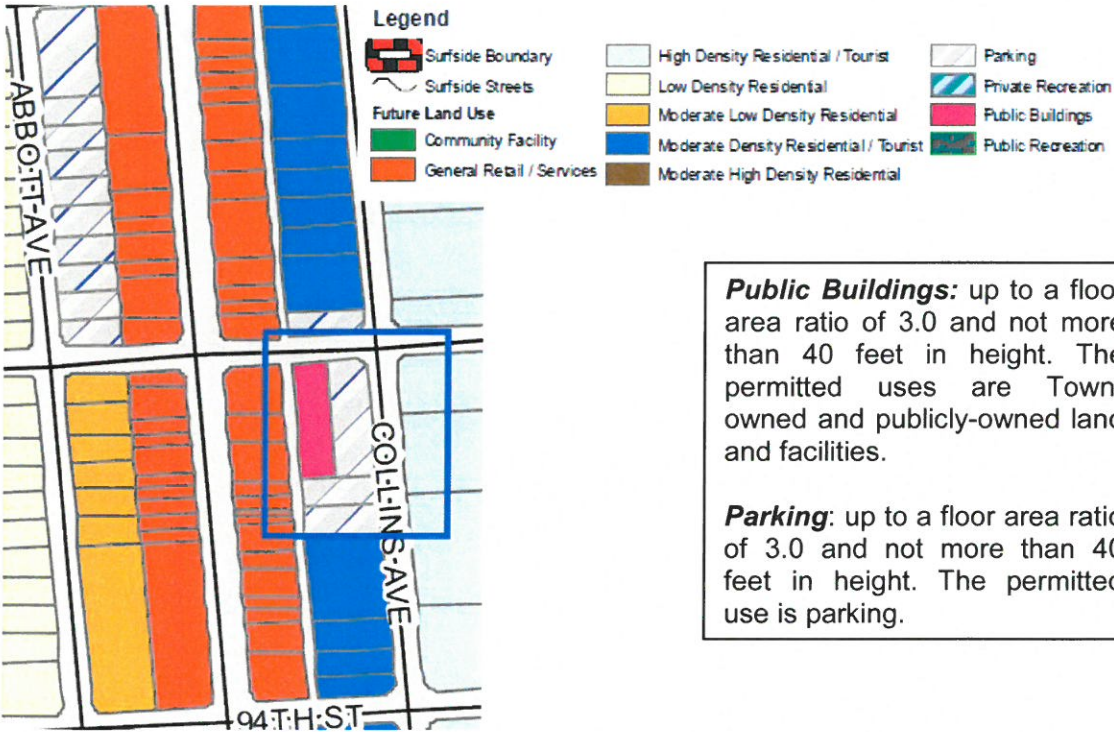 Legend
Surfside Boundary
Surfside Streets
Future Land Use
Community Facility
General Retail / Services
High Density Residential / Tourist
Low Density Residential
Moderate Low Density Residential
Moderate Density Residential / Tourist
Moderate High Density Residential
Parking
Private Recreation
Public Buildings
Public Recreation
ABBOTT AVE
COLLINS AVE
94TH ST
Public Buildings: up to a floor
area ratio of 3.0 and not more
than 40 feet in height. The
permitted uses are Town
owned and publicly-owned land
and facilities.
Parking: up to a floor area ratio
of 3.0 and not more than 40
feet in height. The permitted
use is parking.